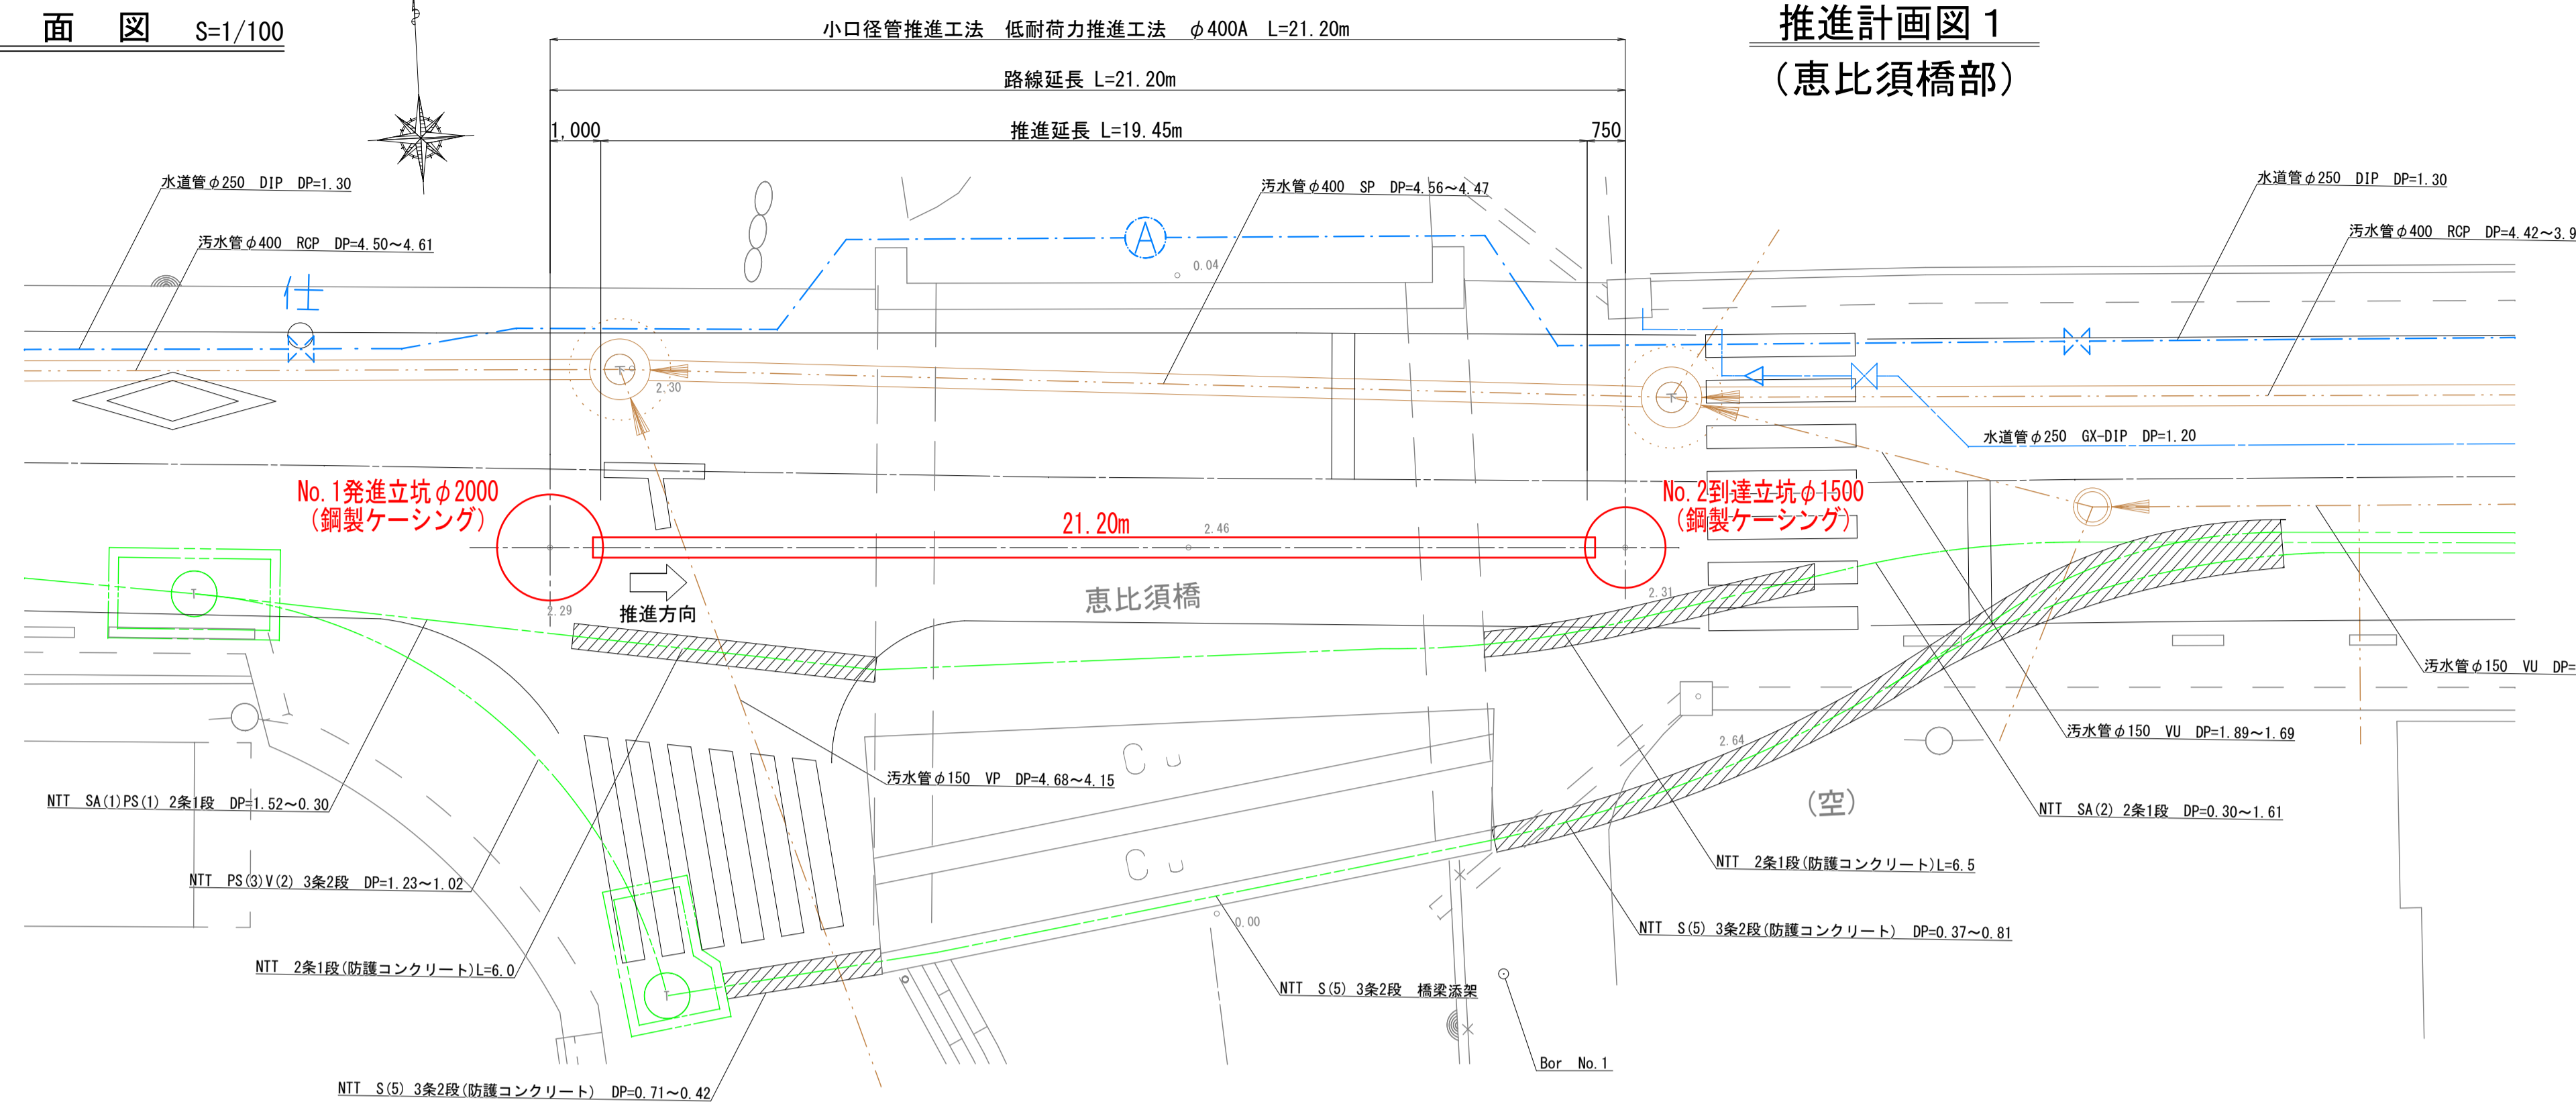 面 図 S=1/100
推進計画図1
(恵比須橋部)
小口径管推進工法 低耐荷力推進工法 φ400A L=21.20m
路線延長 L=21.20m
1,000
推進延長 L=19.45m
750
水道管φ250 DIP DP=1.30
汚水管φ400 RCP DP=4.50～4.61
汚水管φ400 SP DP=4.56～4.47
水道管φ250 DIP DP=1.30
汚水管φ400 RCP DP=4.42～3.9
仕
A
0.04
2.30
水道管φ250 GX-DIP DP=1.20
No.1発進立坑φ2000
(鋼製ケーシング)
21.20m
2.46
No.2到達立坑φ1500
(鋼製ケーシング)
推進方向
恵比須橋
2.29
2.31
汚水管φ150 VU DP=
2.64
汚水管φ150 VU DP=1.89～1.69
汚水管φ150 VP DP=4.68～4.15
NTT SA(1)PS(1) 2条1段 DP=1.52～0.30
(空)
NTT SA(2) 2条1段 DP=0.30～1.61
NTT 2条1段(防護コンクリート)L=6.5
NTT PS(3)V(2) 3条2段 DP=1.23～1.02
Cu
Cu
0.00
NTT S(5) 3条2段(防護コンクリート) DP=0.37～0.81
NTT 2条1段(防護コンクリート)L=6.0
NTT S(5) 3条2段 橋梁添架
Bor No.1
NTT S(5) 3条2段(防護コンクリート) DP=0.71～0.42